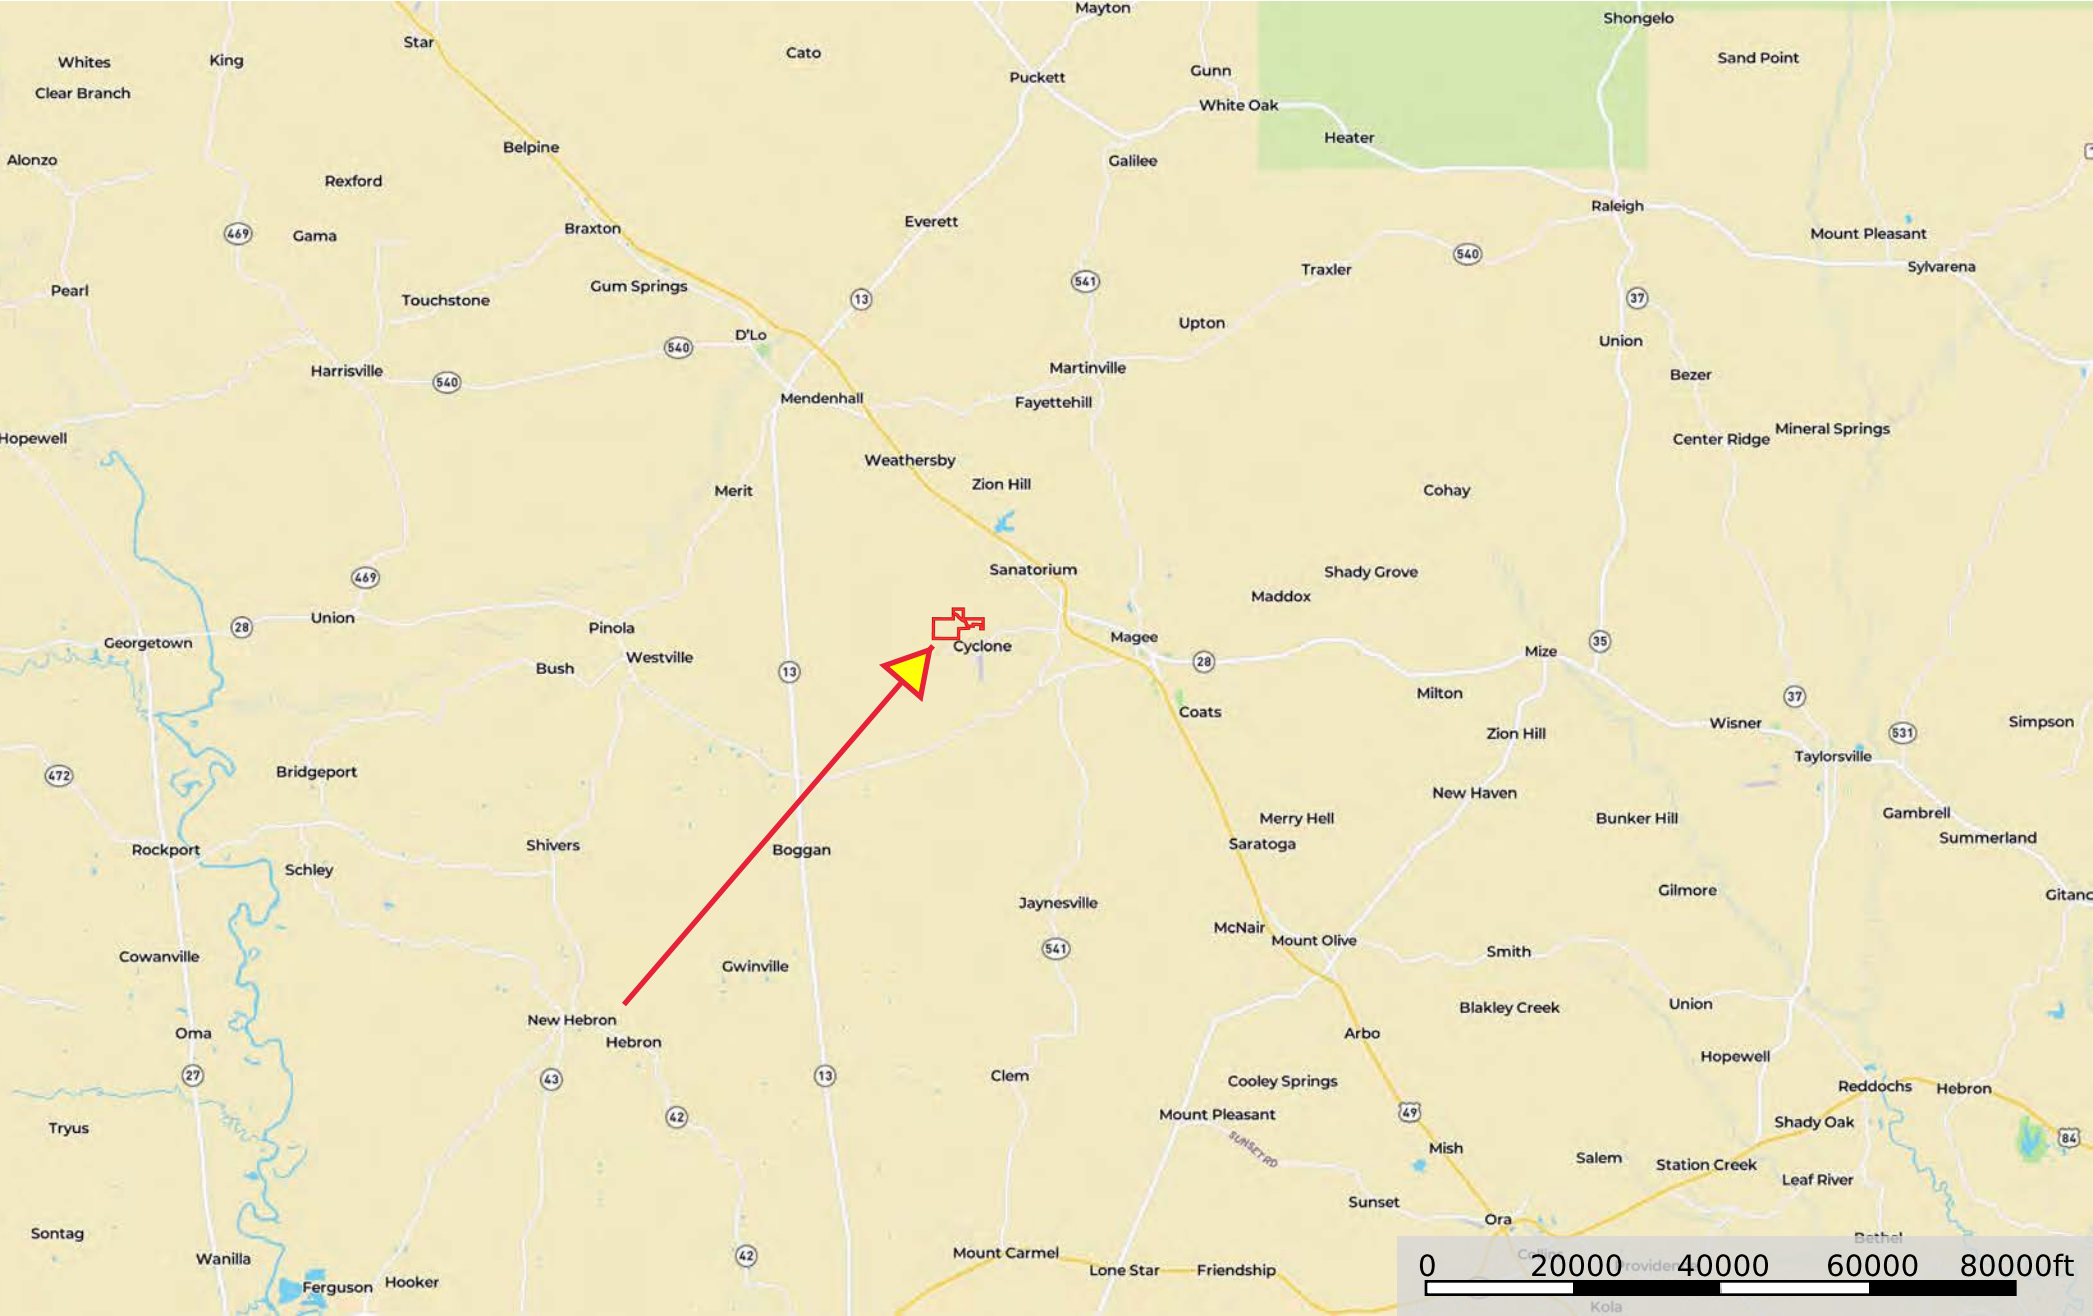 Mayton
Shongelo
Star
Cato
Sand Point
Whites
King
Gunn
Puckett
Clear Branch
White Oak
Heater
Belpine
Alonzo
Galilee
Rexford
Raleigh
Everett
Braxton
469
Gama
Mount Pleasant
540
Sylvarena
Traxler
541
Gum Springs
Pearl
Touchstone
13
37
Upton
D'Lo
Union
540
Martinville
Harrisville
540
Bezer
Mendenhall
Fayettehill
Mineral Springs
Hopewell
Center Ridge
Weathersby
Zion Hill
Merit
Cohay
Sanatorium
Shady Grove
469
Maddox
Union
28
Pinola
Magee
35
Georgetown
Cyclone
Mize
Westville
28
Bush
13
Milton
37
Coats
Simpson
Wisner
531
Zion Hill
Taylorsville
Bridgeport
472
New Haven
Gambrell
Merry Hell
Bunker Hill
Summerland
Saratoga
Shivers
Rockport
Boggan
Schley
Gilmore
Gitano
Jaynesville
McNair
Mount Olive
541
Smith
Cowanville
Gwinville
Union
Blakley Creek
New Hebron
Oma
Arbo
Hebron
Hopewell
27
43
13
Clem
Cooley Springs
Reddochs
Hebron
49
Mount Pleasant
42
Shady Oak
Tryus
84
SUNSET RD
Mish
Salem
Station Creek
Leaf River
Sunset
Ora
Sontag
Bethel
Mount Carmel
Collins
42
Wanilla
Providence
0 20000 40000 60000 80000ft
Lone Star
Friendship
Hooker
Ferguson
Kola